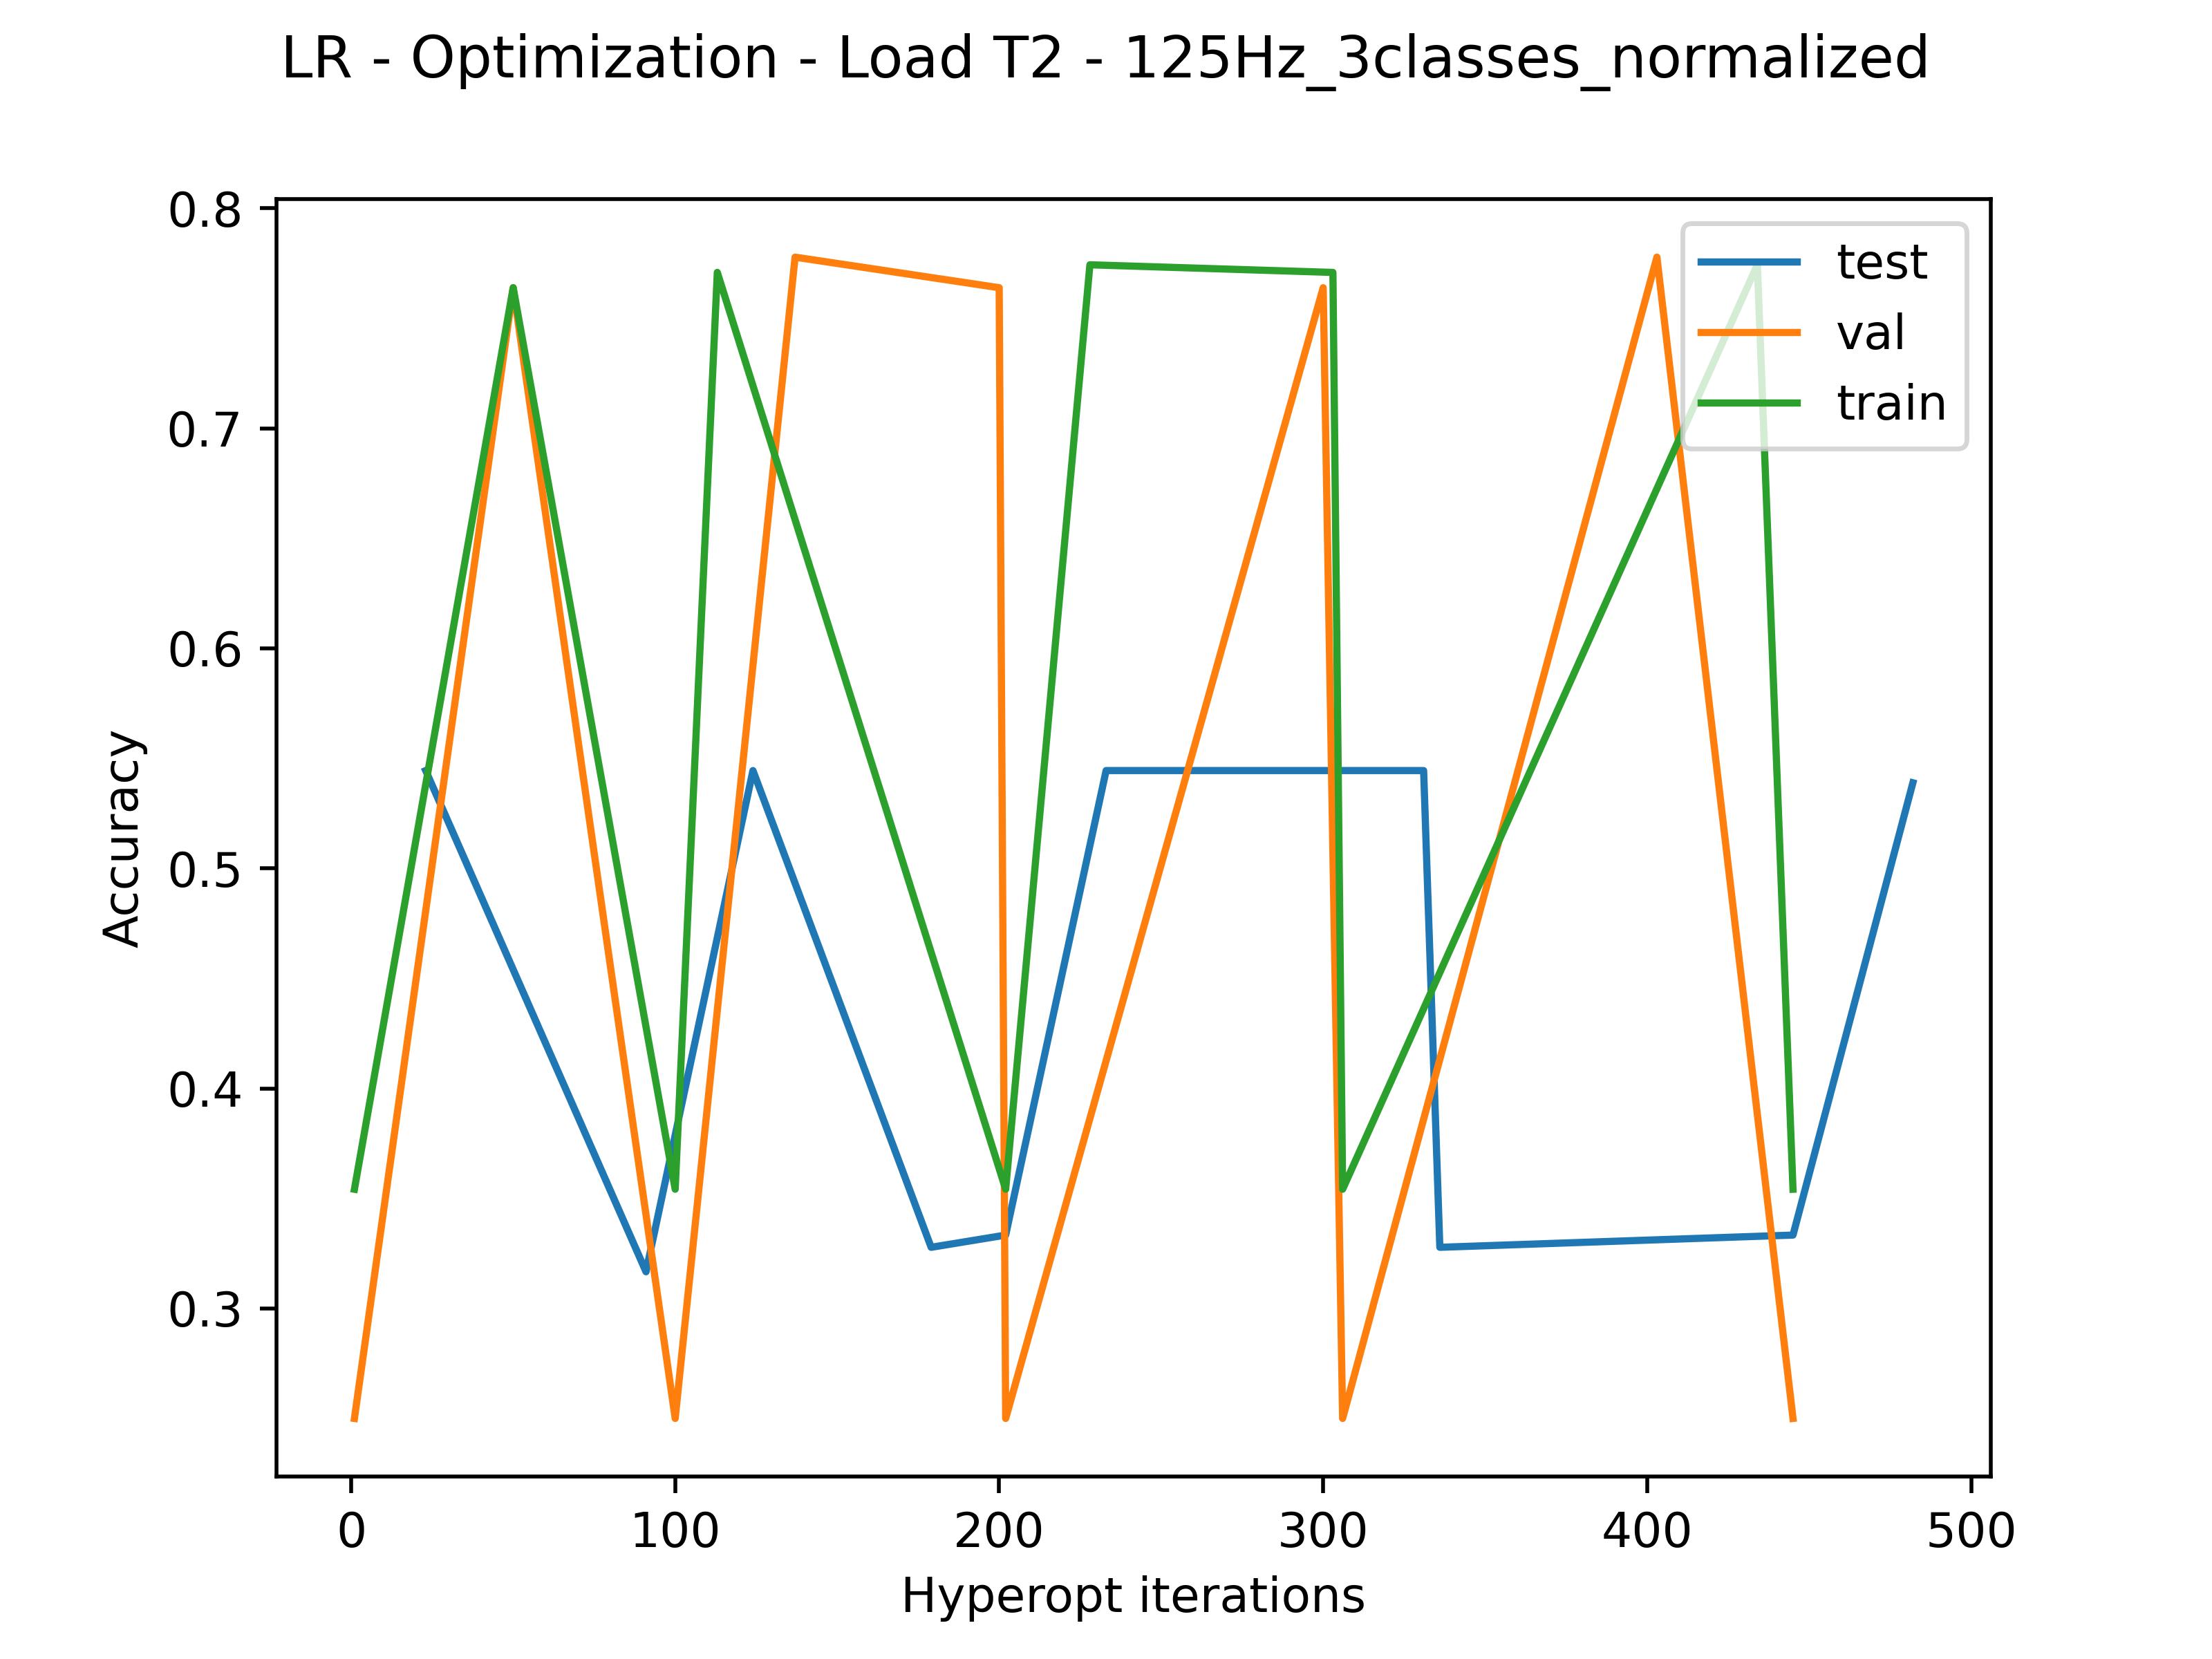 LR - Optimization - Load T2 - 125Hz_3classes_normalized
0.8
0.7
0.6
0.5
0.4
0.3
Accuracy
test
val
train
0 100 200 300 400 500
Hyperopt iterations